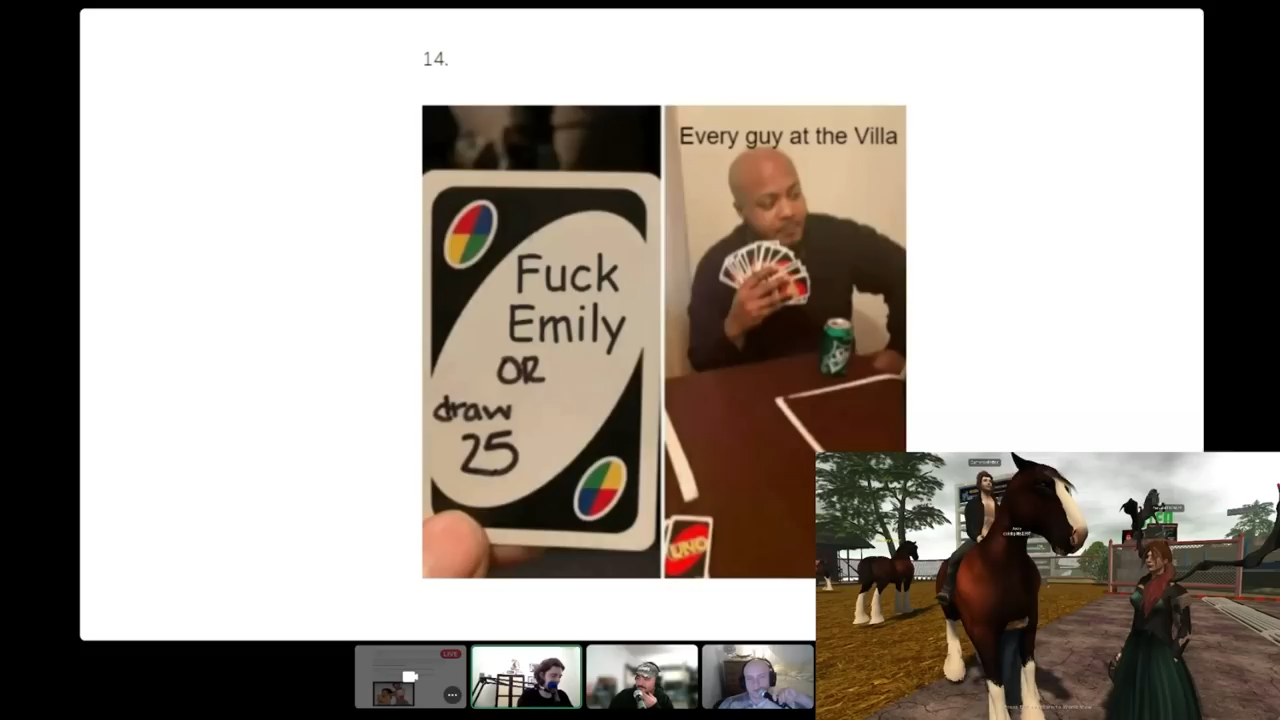 14.
Every guy at the Villa
Fuck
Emily
OR
draw
25
UNO
LIVE